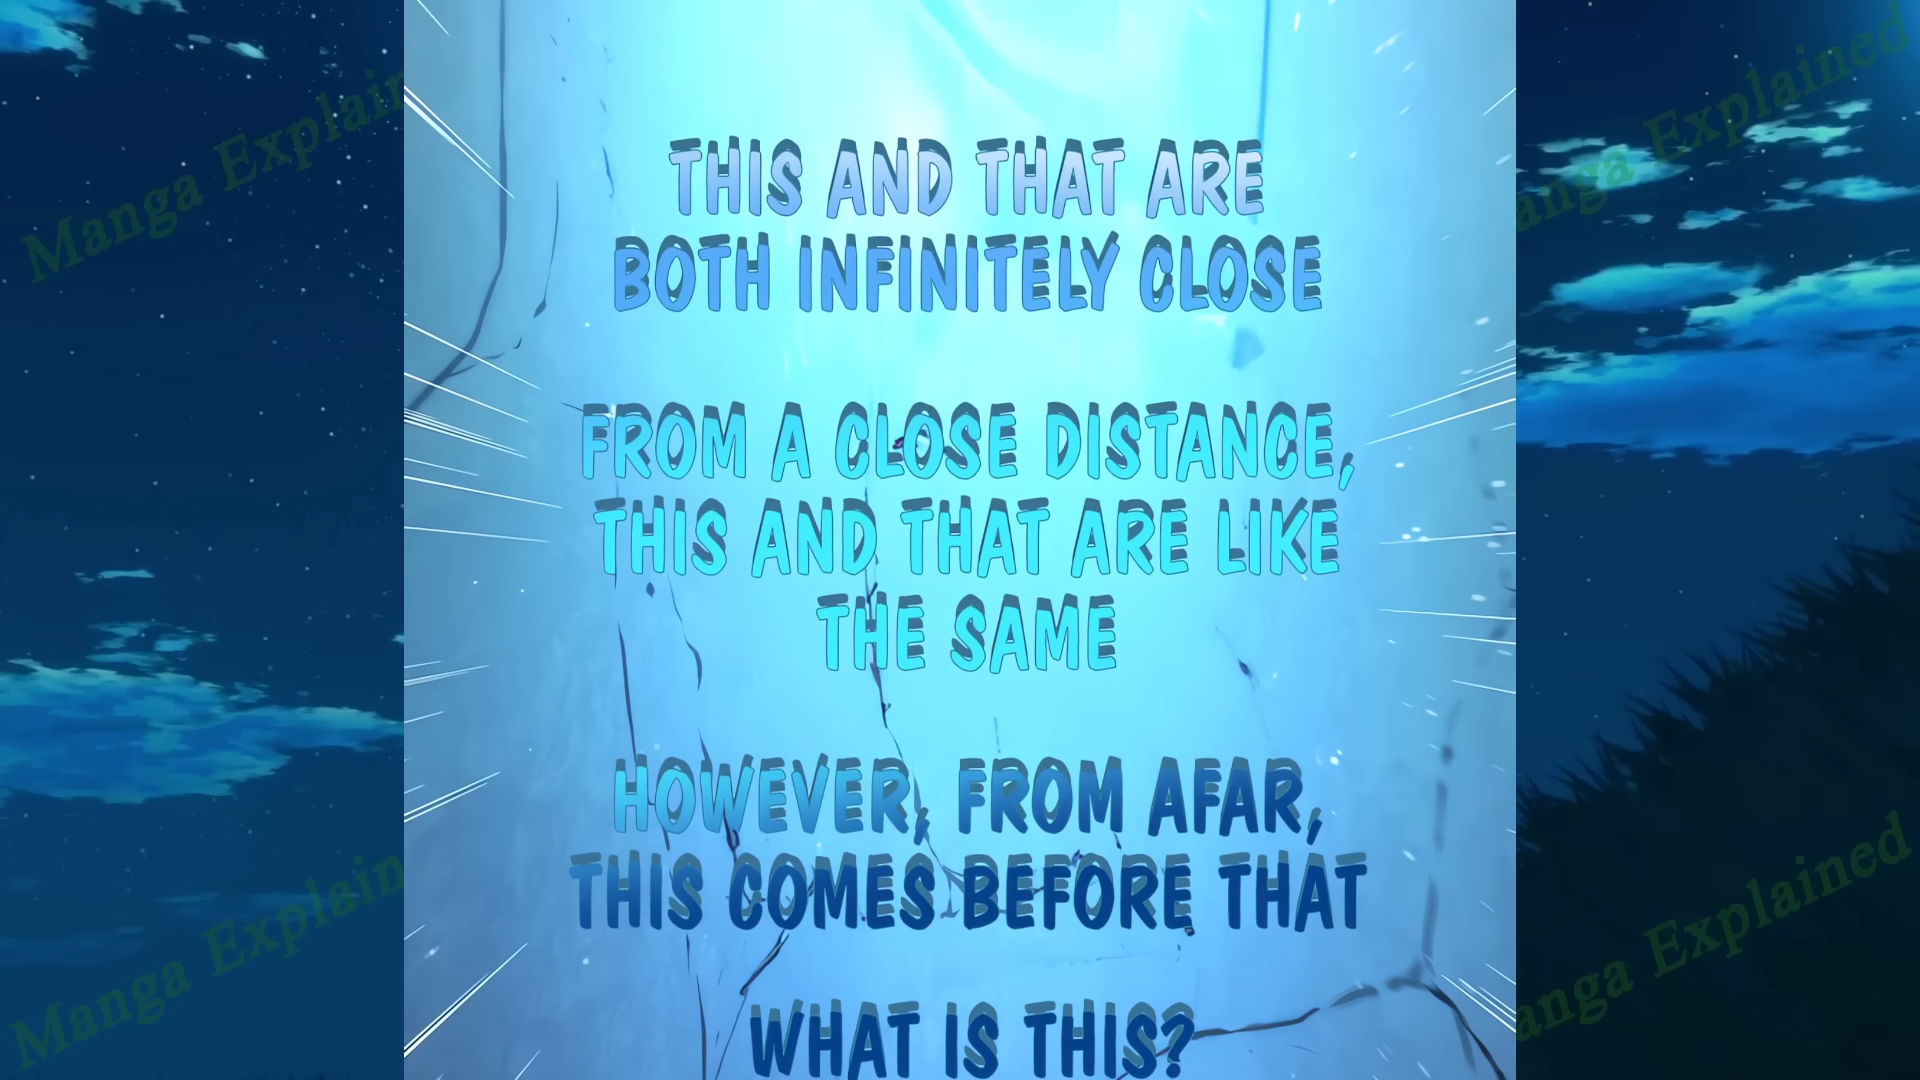 THIS AND THAT ARE
BOTH INFINITELY CLOSE
FROM A CLOSE DISTANCE,
THIS AND THAT ARE LIKE
THE SAME
HOWEVER, FROM AFAR,
THIS COMES BEFORE THAT
WHAT IS THIS?
Manga Explain
anga Explained
Manga Explain
anga Explained